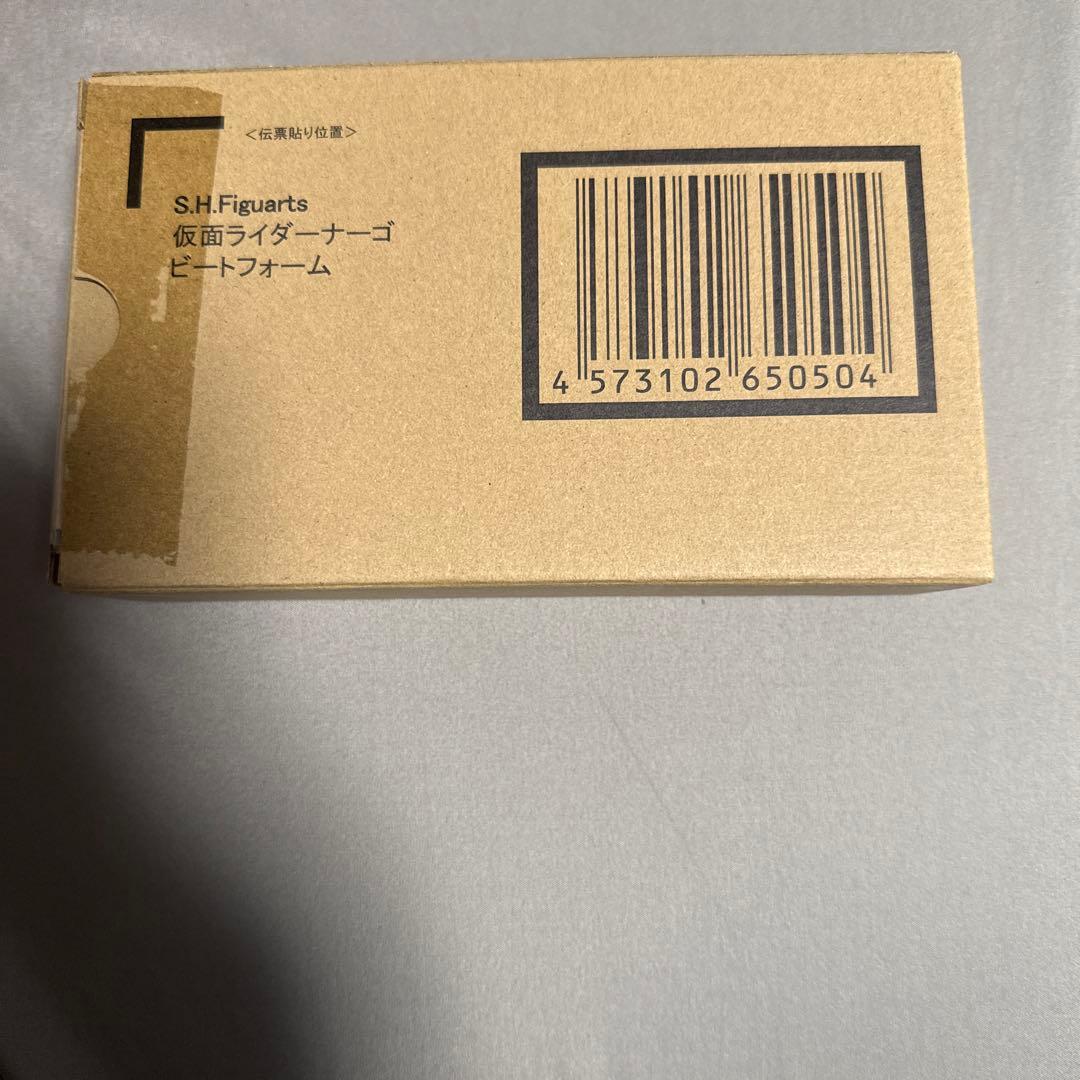 <伝票貼り位置>
S.H.Figuarts
仮面ライダーナーゴ
ビートフォーム
4 573102 650504